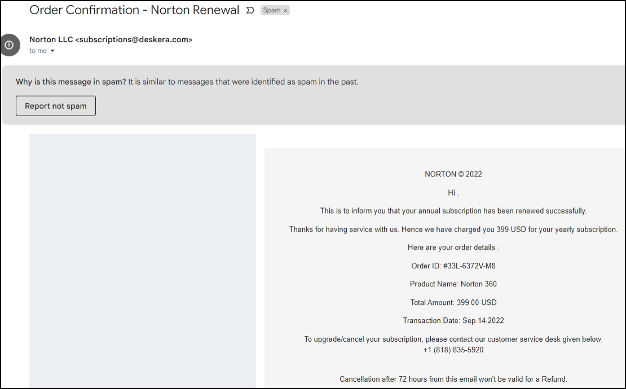 Order Confirmation - Norton Renewal
Spam x
Norton LLC <subscriptions@deskera.com>
to me
Why is this message in spam? It is similar to messages that were identified as spam in the past.
Report not spam
NORTON © 2022
Hi ,
This is to inform you that your annual subscription has been renewed successfully.
Thanks for having service with us. Hence we have charged you 399 USD for your yearly subscription.
Here are your order details :
Order ID: #33L-6372V-M8
Product Name: Norton 360
Total Amount: 399.00 USD
Transaction Date: Sep.14.2022
To upgrade/cancel your subscription, please contact our customer service desk given below.
+1 (818) 835-5920
Cancellation after 72 hours from this email won't be valid for a Refund.